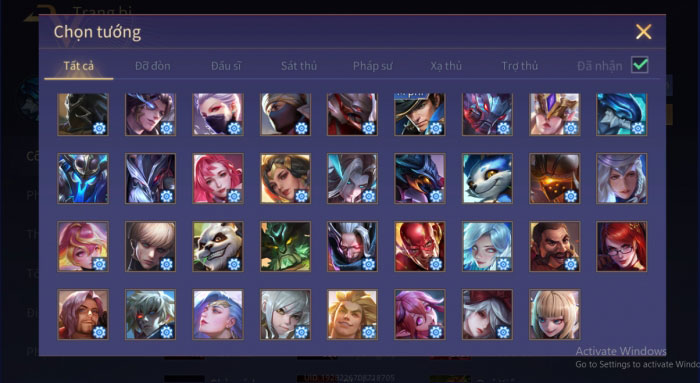 Trang bị
Chọn tướng
Tất cả
Đỡ đòn
Đấu sĩ
Sát thủ
Pháp sư
Xạ thủ
Trợ thủ
Đã nhận
Activate Windows
Go to Settings to activate Windo